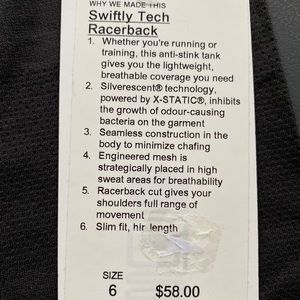 WHY WE MADE THIS
Swiftly Tech
Racerback
1. Whether you're running or
training, this anti-stink tank
gives you the lightweight,
breathable coverage you need
2. Silverescent® technology,
powered by X-STATIC®, inhibits
the growth of odour-causing
bacteria on the garment
3. Seamless construction in the
body to minimize chafing
4. Engineered mesh is
strategically placed in high
sweat areas for breathability
5. Racerback cut gives your
shoulders full range of
movement
6. Slim fit, hip length
SIZE
6 $58.00